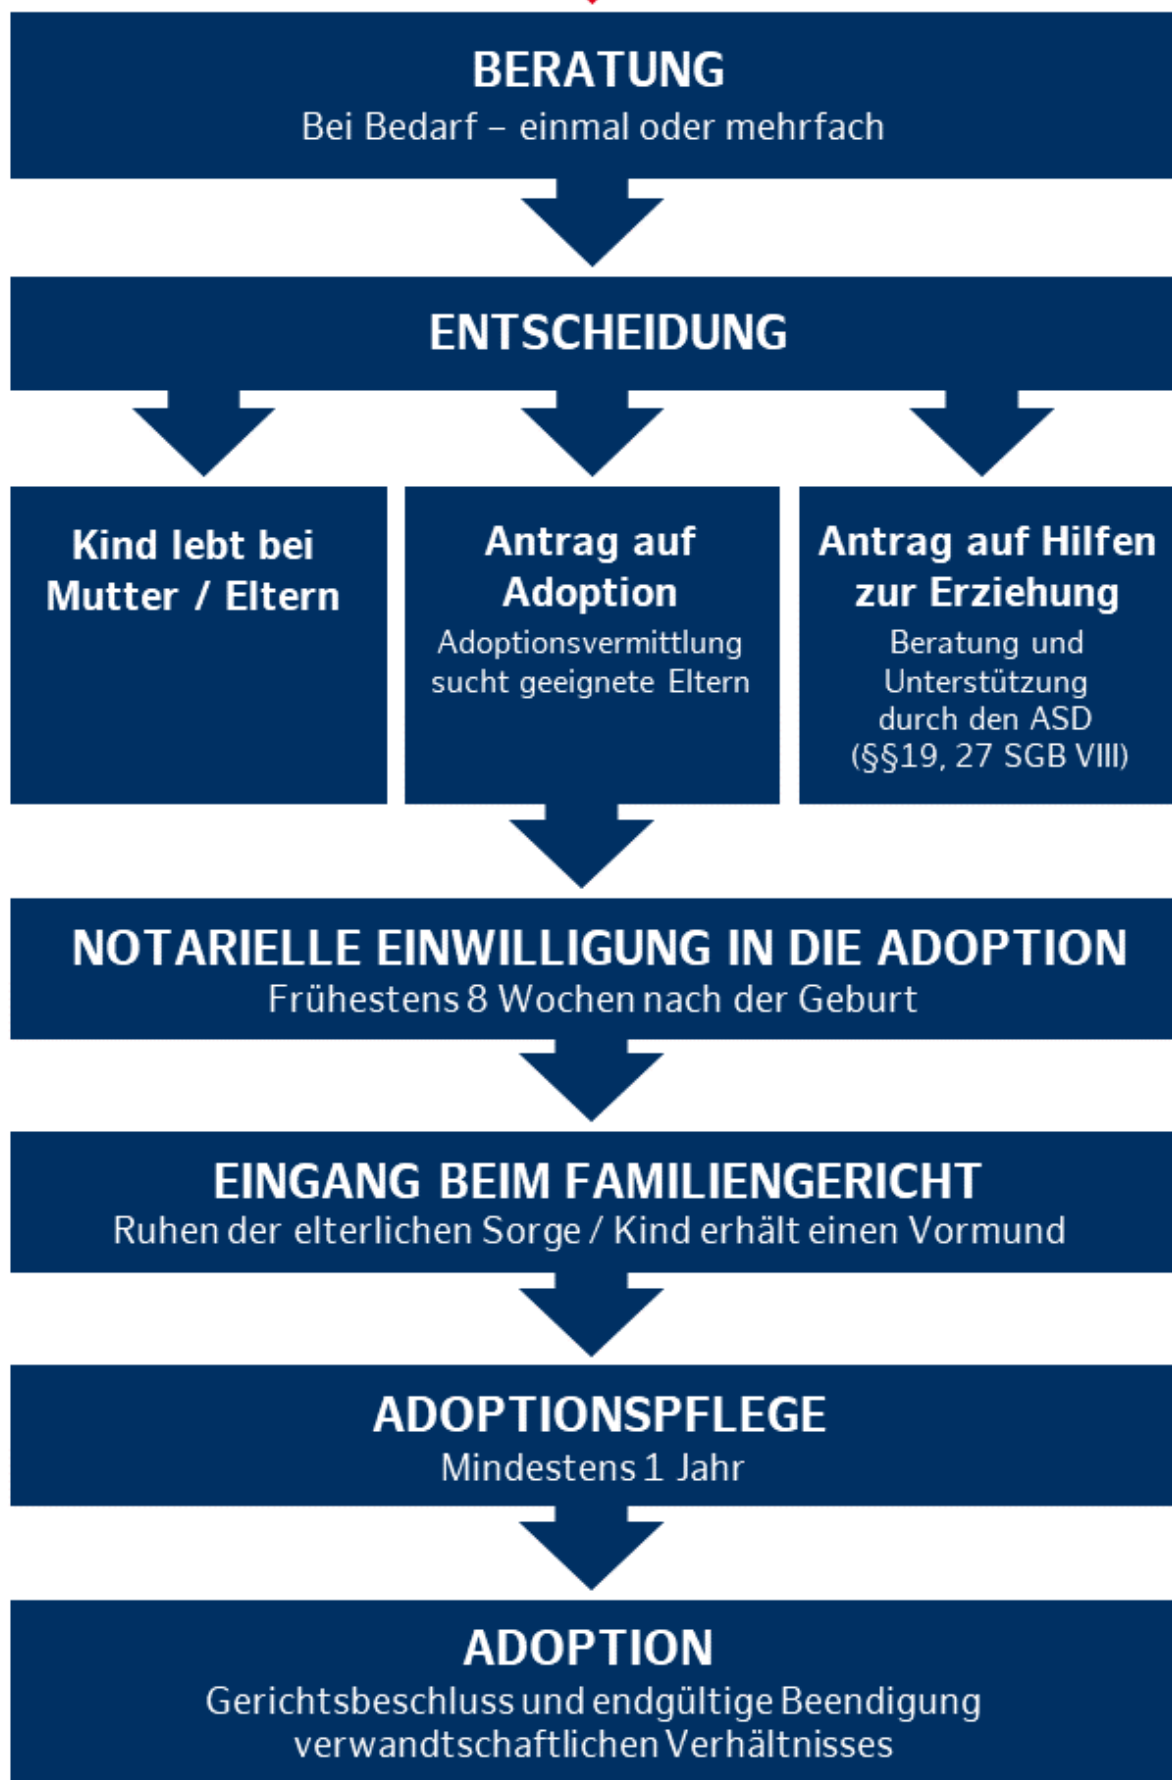 BERATUNG
Bei Bedarf – einmal oder mehrfach
ENTSCHEIDUNG
Kind lebt bei
Mutter / Eltern
Antrag auf
Adoption
Adoptionsvermittlung
sucht geeignete Eltern
Antrag auf Hilfen
zur Erziehung
Beratung und
Unterstützung
durch den ASD
(§§19, 27 SGB VIII)
NOTARIELLE EINWILLIGUNG IN DIE ADOPTION
Frühestens 8 Wochen nach der Geburt
EINGANG BEIM FAMILIENGERICHT
Ruhen der elterlichen Sorge / Kind erhält einen Vormund
ADOPTIONSPFLEGE
Mindestens 1 Jahr
ADOPTION
Gerichtsbeschluss und endgültige Beendigung
verwandtschaftlichen Verhältnisses